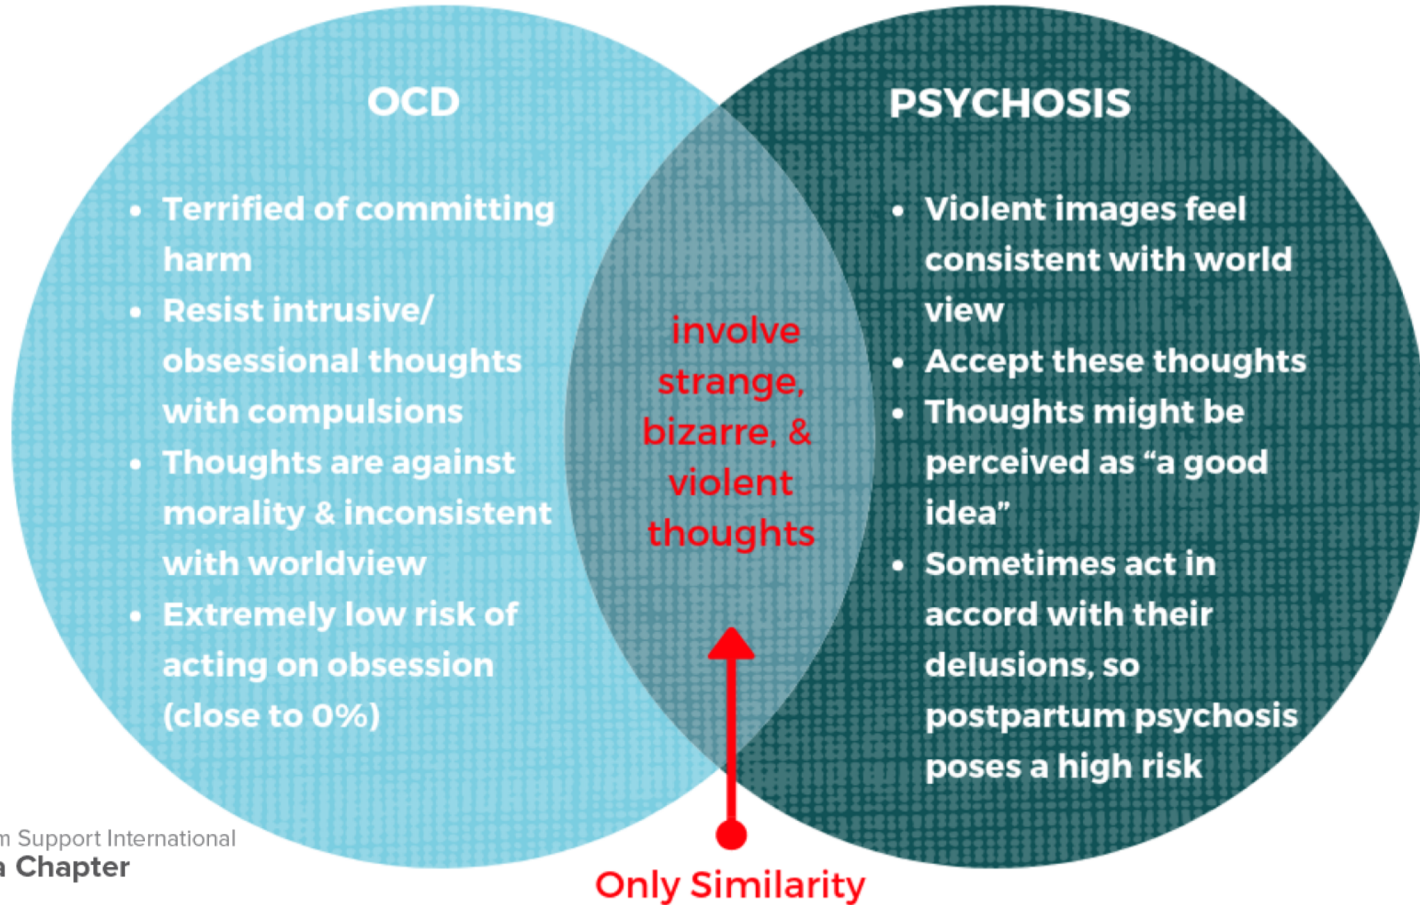 OCD
• Terrified of committing
harm
• Resist intrusive/
obsessional thoughts
with compulsions
• Thoughts are against
morality & inconsistent
with worldview
• Extremely low risk of
acting on obsession
(close to 0%)
involve
strange,
bizarre, &
violent
thoughts
PSYCHOSIS
• Violent images feel
consistent with world
view
• Accept these thoughts
• Thoughts might be
perceived as “a good
idea”
• Sometimes act in
accord with their
delusions, so
postpartum psychosis
poses a high risk
Support International
Chapter
Only Similarity